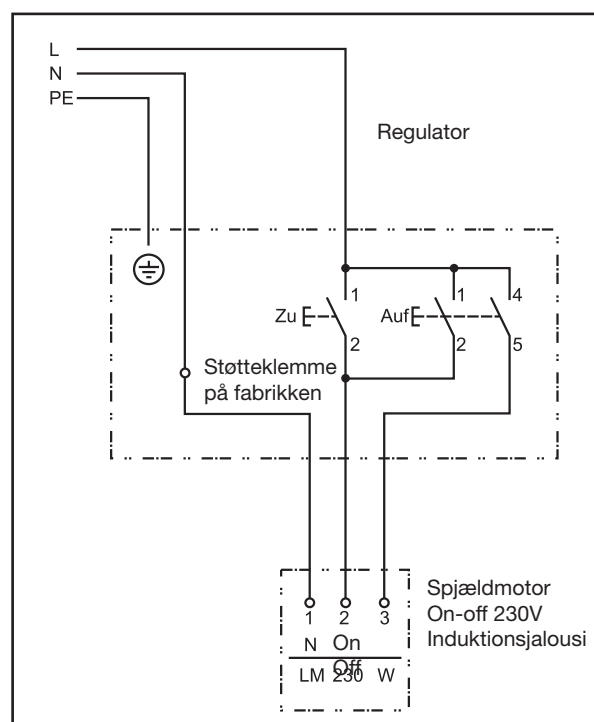 L
N
PE
Regulator
1
1
4
Zu
Auf
2
2
5
Støtteklemme
på fabrikken
1
2
3
N
On
Off
LM
230
W
Spjældmotor
On-off 230V
Induktionsjalousi